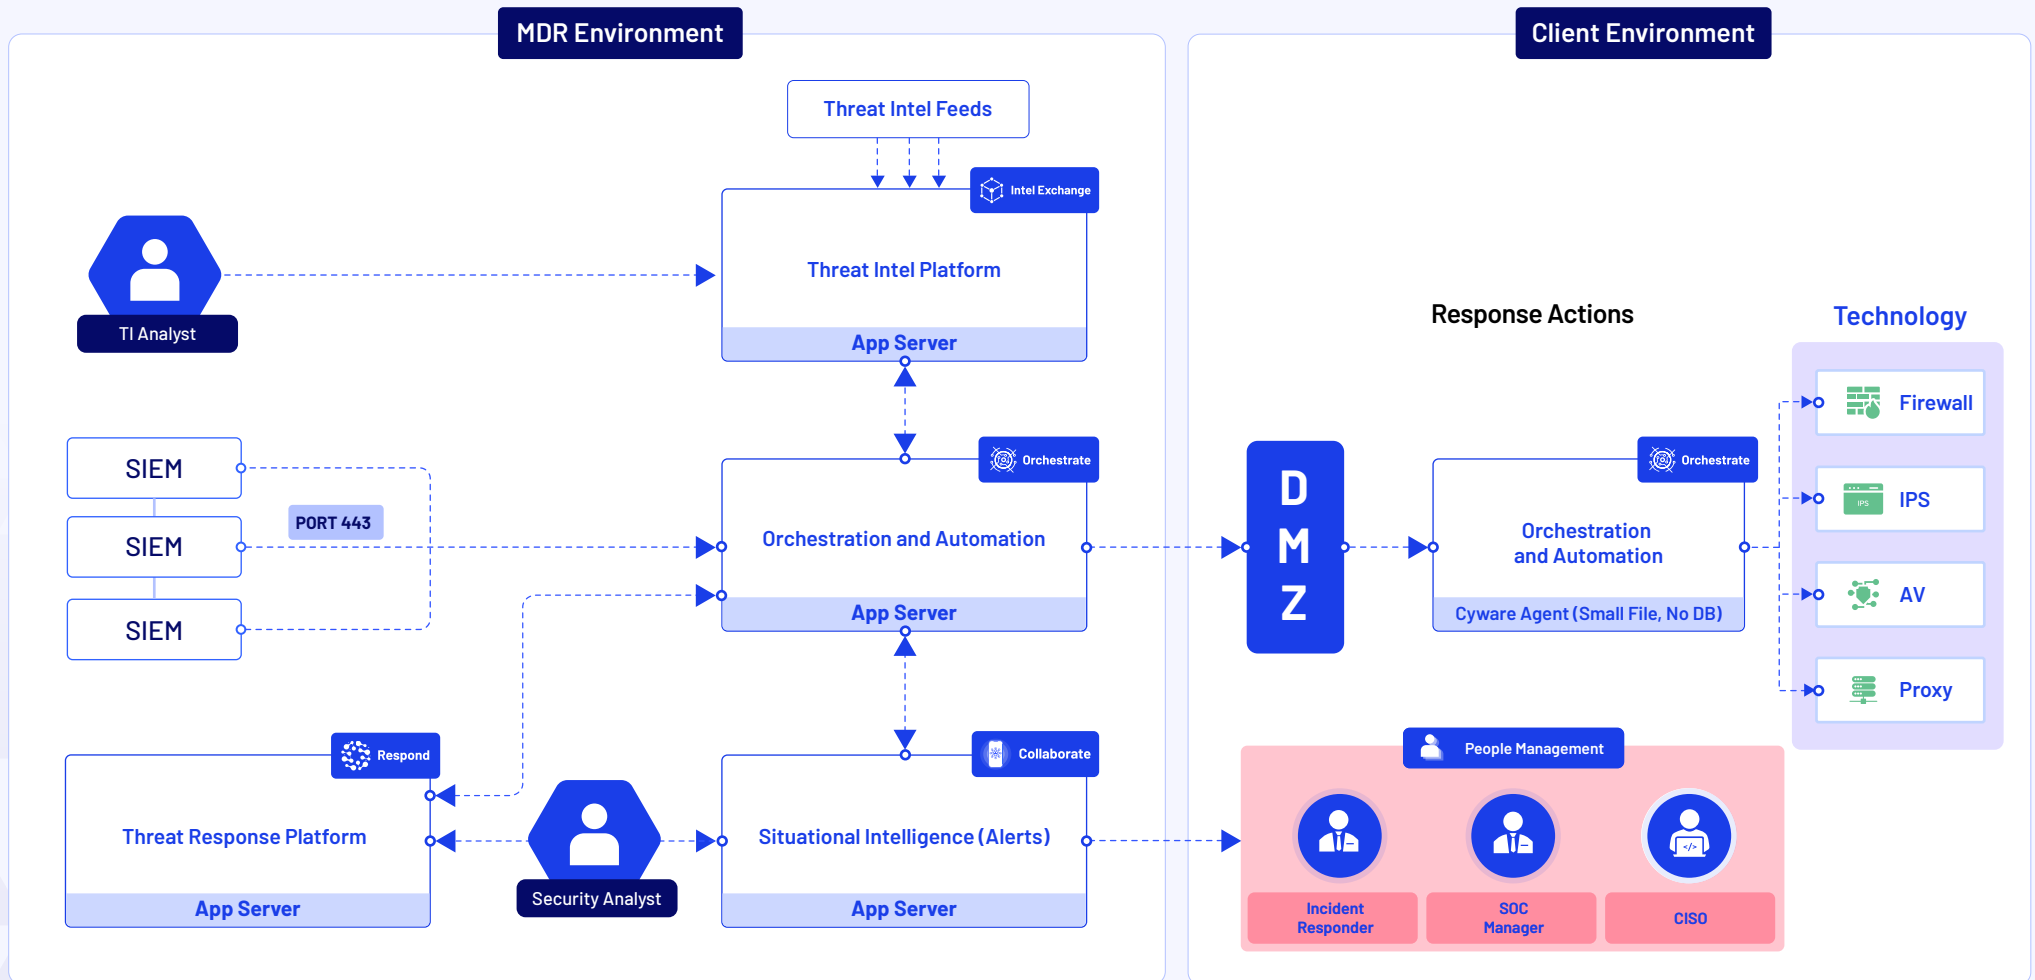 MDR Environment
Client Environment
Threat Intel Feeds
Intel Exchange
Threat Intel Platform
App Server
TI Analyst
Response Actions
Technology
Firewall
IPS
IPS
AV
Proxy
SIEM
SIEM
SIEM
PORT 443
Orchestrate
Orchestration and Automation
App Server
D
M
Z
Orchestrate
Orchestration
and Automation
Cyware Agent (Small File, No DB)
Respond
Threat Response Platform
App Server
Security Analyst
Collaborate
Situational Intelligence (Alerts)
App Server
People Management
</>
Incident
Responder
SOC
Manager
CISO